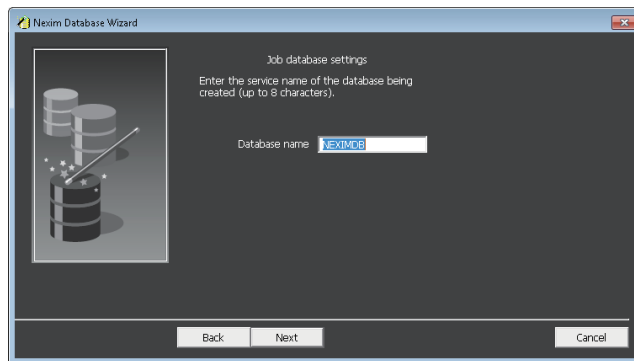 Nexim Database Wizard
Job database settings
Enter the service name of the database being
created (up to 8 characters).
Database name NEXIMDB
Back Next Cancel